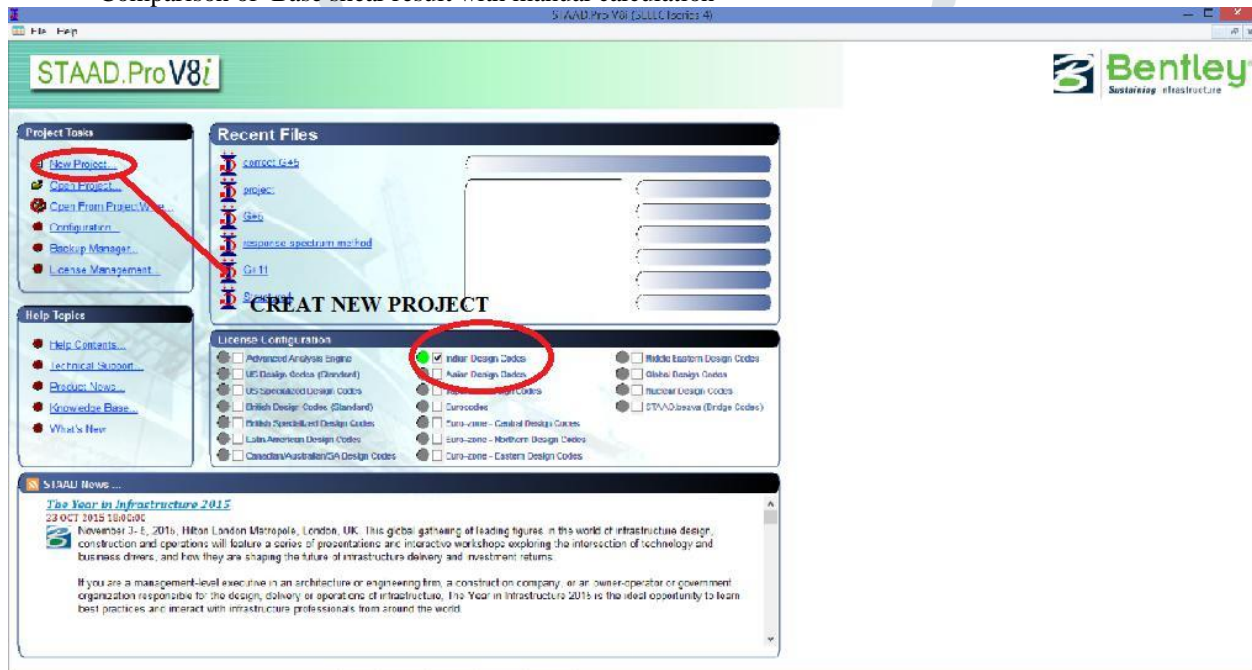 Comparison of Base shear result with manual calculation
STAAD.Pro V8i (SELECTseries 4)
File Help
STAAD.Pro V8i
Bentley
Sustaining Infrastructure
Project Tasks
New Project...
Open Project...
Open From ProjectWise...
Configuration...
Backup Manager...
License Management...
Recent Files
correct G+5
project
G+5
response spectrum method
G+11
CREAT NEW PROJECT
Help Topics
Help Contents...
Technical Support...
Product News...
Knowledge Base...
What's New
License Configuration
Advanced Analysis Engine
US Design Codes (Standard)
US Specialized Design Codes
British Design Codes (Standard)
British Specialized Design Codes
Latin American Design Codes
Canadian/Australian/SA Design Codes
Indian Design Codes
Asian Design Codes
Design Codes
Eurocodes
Euro-zone - Central Design Codes
Euro-zone - Northern Design Codes
Euro-zone - Eastern Design Codes
Middle Eastern Design Codes
Global Design Codes
Nuclear Design Codes
STAAD.beava (Bridge Codes)
STAAD News ...
The Year in Infrastructure 2015
23 OCT 2015 18:00:00
November 3- 5, 2015, Hilton London Metropole, London, UK. This global gathering of leading figures in the world of infrastructure design,
construction and operations will feature a series of presentations and interactive workshops exploring the intersection of technology and
business drivers, and how they are shaping the future of infrastructure delivery and investment returns.
If you are a management-level executive in an architecture or engineering firm, a construction company, or an owner-operator or government
organization responsible for the design, delivery or operations of infrastructure, The Year in Infrastructure 2015 is the ideal opportunity to learn
best practices and interact with infrastructure professionals from around the world.